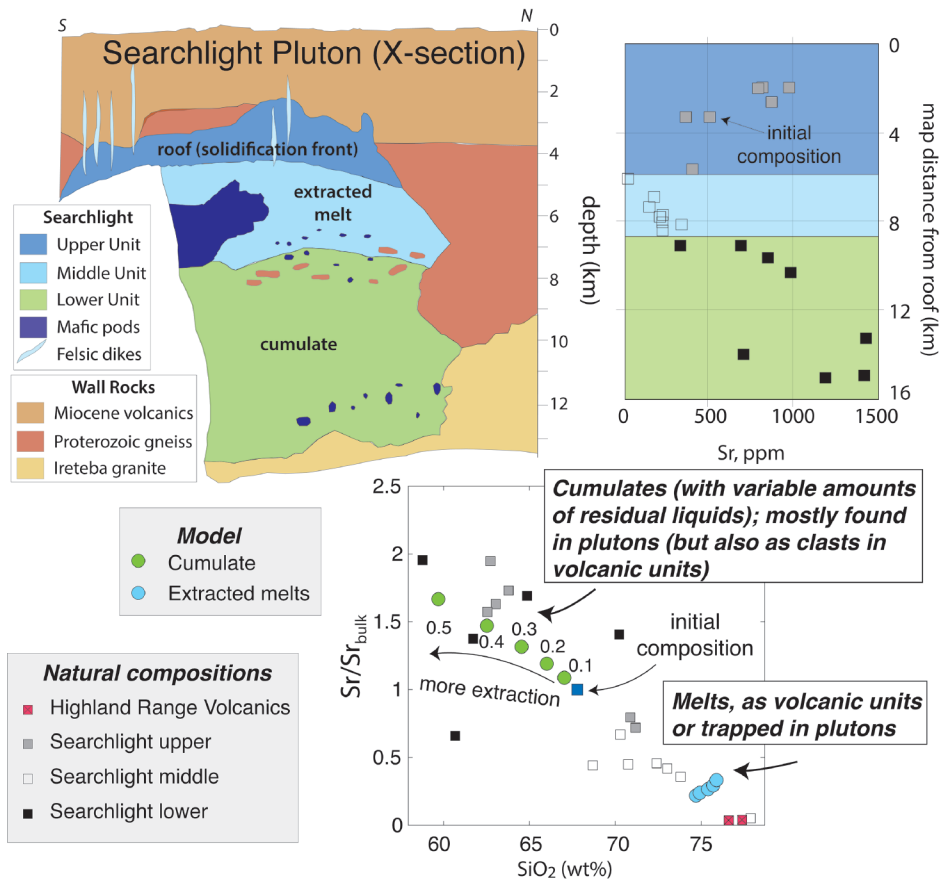 S
N
Searchlight Pluton (X-section)
roof (solidification front)
extracted
melt
cumulate
0
2
4
6
8
10
12
depth (km)
Searchlight
Upper Unit
Middle Unit
Lower Unit
Mafic pods
Felsic dikes
Wall Rocks
Miocene volcanics
Proterozoic gneiss
Ireteba granite
initial
composition
0
4
8
12
16
map distance from roof (km)
0
500
1000
1500
Sr, ppm
Model
Cumulate
Extracted melts
Natural compositions
Highland Range Volcanics
Searchlight upper
Searchlight middle
Searchlight lower
Cumulates (with variable amounts
of residual liquids); mostly found
in plutons (but also as clasts in
volcanic units)
2.5
2
1.5
1
0.5
0
Sr/Srbulk
0.5
0.4
0.3
0.2
0.1
more extraction
initial
composition
Melts, as volcanic units
or trapped in plutons
60
65
70
75
SiO2 (wt%)